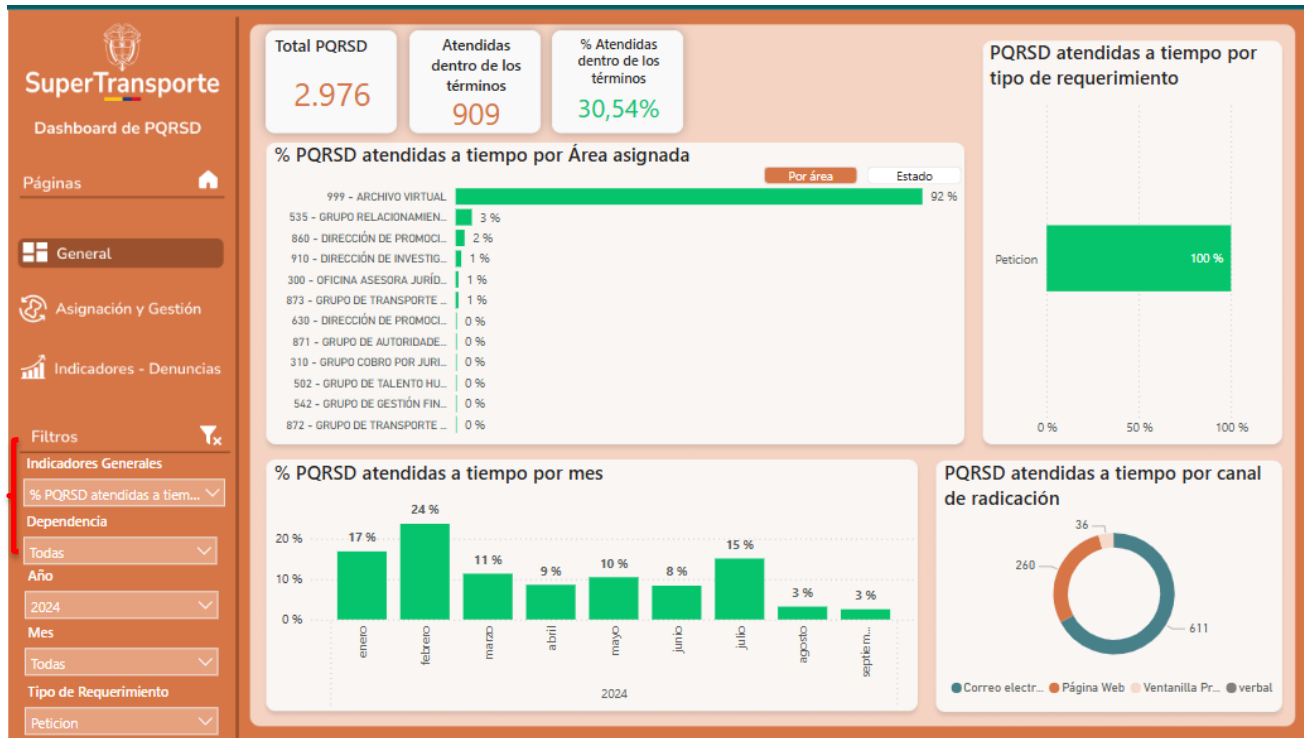 SuperTransporte
Dashboard de PQRSD
Páginas
General
Asignación y Gestión
Indicadores - Denuncias
Filtros
Indicadores Generales
% PQRSD atendidas a tiem...
Dependencia
Todas
Año
2024
Mes
Todas
Tipo de Requerimiento
Peticion
Total PQRSD
2.976
Atendidas
dentro de los
términos
909
% Atendidas
dentro de los
términos
30,54%
% PQRSD atendidas a tiempo por Área asignada
Por área Estado
999 - ARCHIVO VIRTUAL 92 %
535 - GRUPO RELACIONAMIEN... 3 %
860 - DIRECCIÓN DE PROMOCI... 2 %
910 - DIRECCIÓN DE INVESTIG... 1 %
300 - OFICINA ASESORA JURÍD... 1 %
873 - GRUPO DE TRANSPORTE ... 1 %
630 - DIRECCIÓN DE PROMOCI... 0 %
871 - GRUPO DE AUTORIDADE... 0 %
310 - GRUPO COBRO POR JURI... 0 %
502 - GRUPO DE TALENTO HU... 0 %
542 - GRUPO DE GESTIÓN FIN... 0 %
872 - GRUPO DE TRANSPORTE ... 0 %
PQRSD atendidas a tiempo por
tipo de requerimiento
Peticion 100 %
0 % 50 % 100 %
% PQRSD atendidas a tiempo por mes
20 %
10 %
0 %
17 % 24 % 11 % 9 % 10 % 8 % 15 % 3 % 3 %
enero febrero marzo abril mayo junio julio agosto septiem...
2024
PQRSD atendidas a tiempo por canal
de radicación
36
260
611
Correo electr... Página Web Ventanilla Pr... verbal